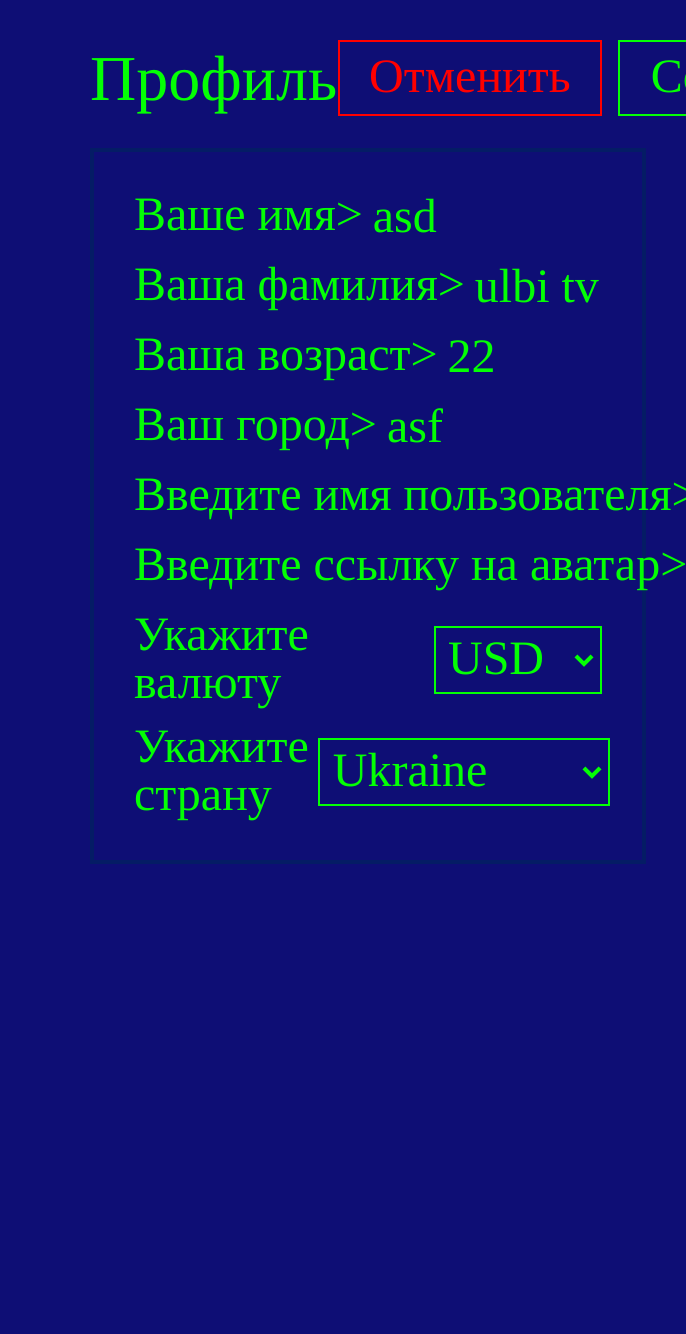 Профиль Отменить
Ваше имя> asd
Ваша фамилия> ulbi tv
Ваша возраст> 22
Ваш город> asf
Введите имя пользователя>
Введите ссылку на аватар>
Укажите
валюту
USD
Укажите
страну
Ukraine